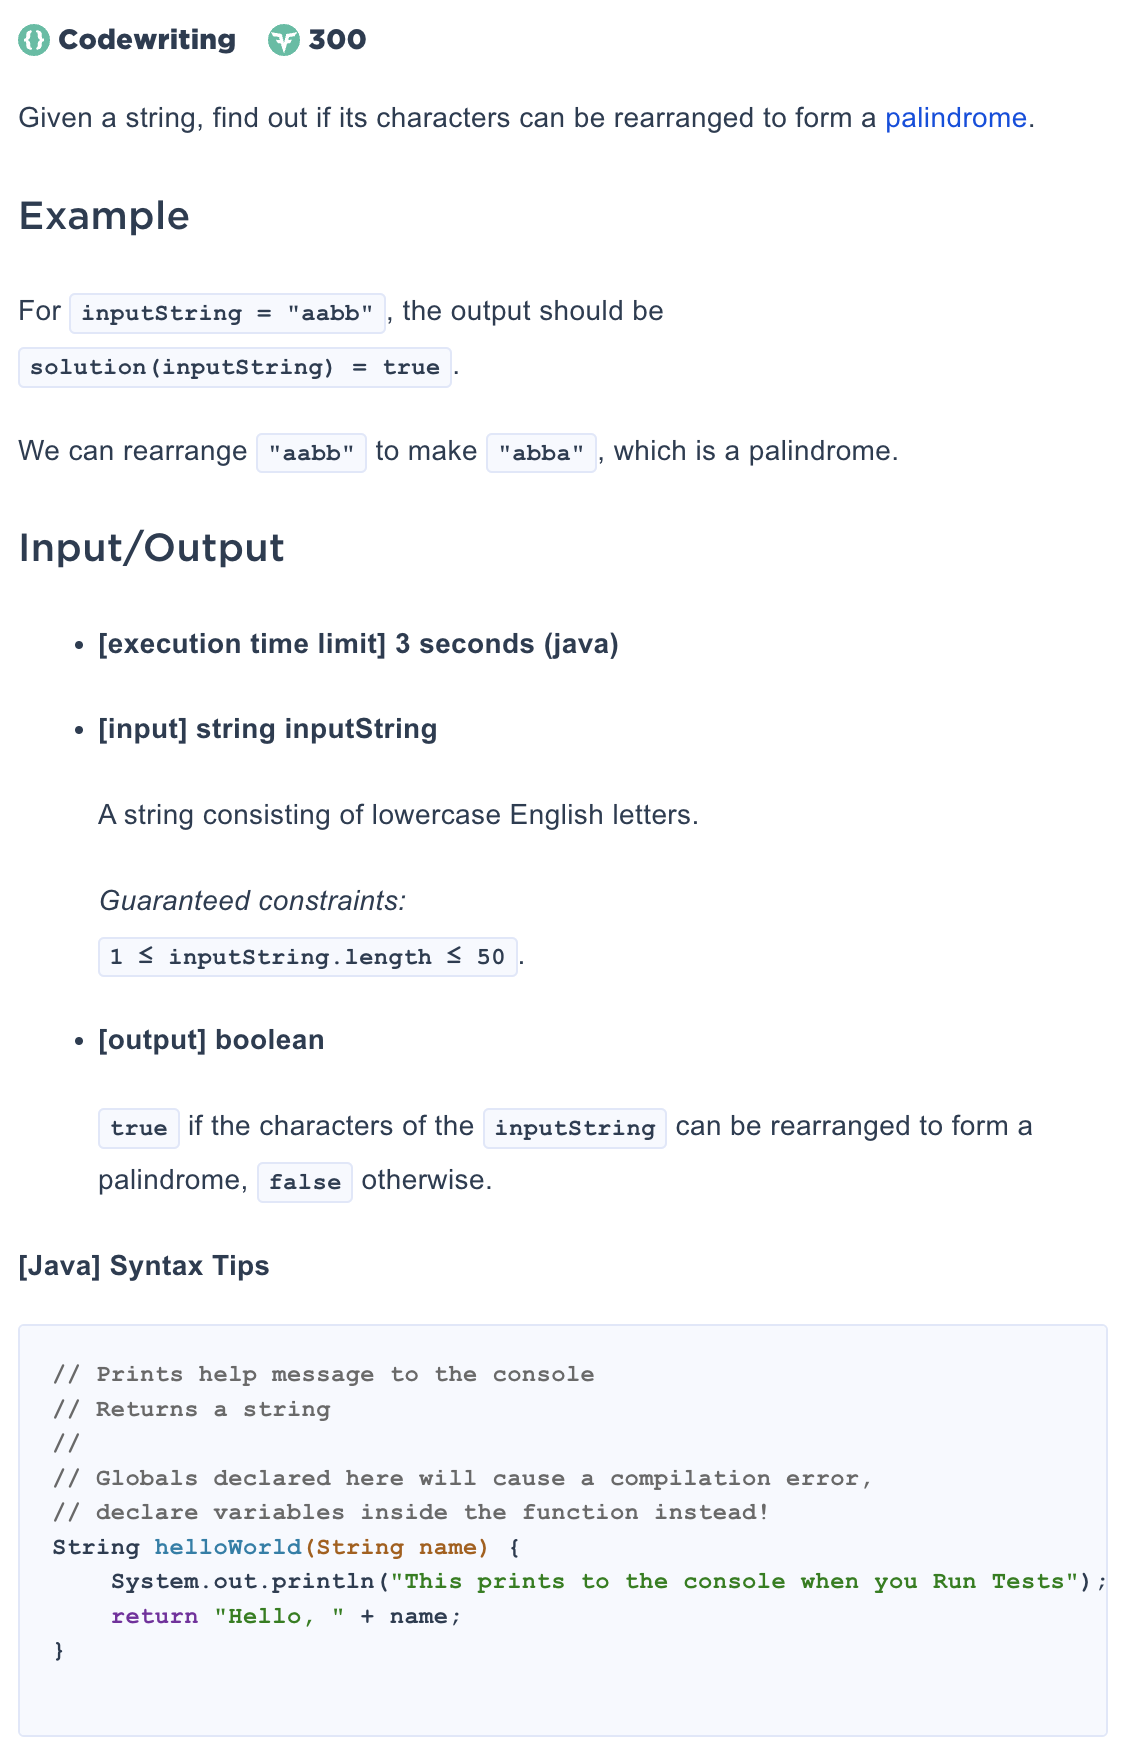 Codewriting 300
Given a string, find out if its characters can be rearranged to form a palindrome.
Example
For inputString = "aabb", the output should be
solution(inputString) = true.
We can rearrange "aabb" to make "abba", which is a palindrome.
Input/Output
• [execution time limit] 3 seconds (java)
• [input] string inputString
A string consisting of lowercase English letters.
Guaranteed constraints:
1 ≤ inputString.length ≤ 50.
• [output] boolean
true if the characters of the inputString can be rearranged to form a
palindrome, false otherwise.
[Java] Syntax Tips
// Prints help message to the console
// Returns a string
//
// Globals declared here will cause a compilation error,
// declare variables inside the function instead!
String helloWorld(String name) {
    System.out.println("This prints to the console when you Run Tests");
    return "Hello, " + name;
}